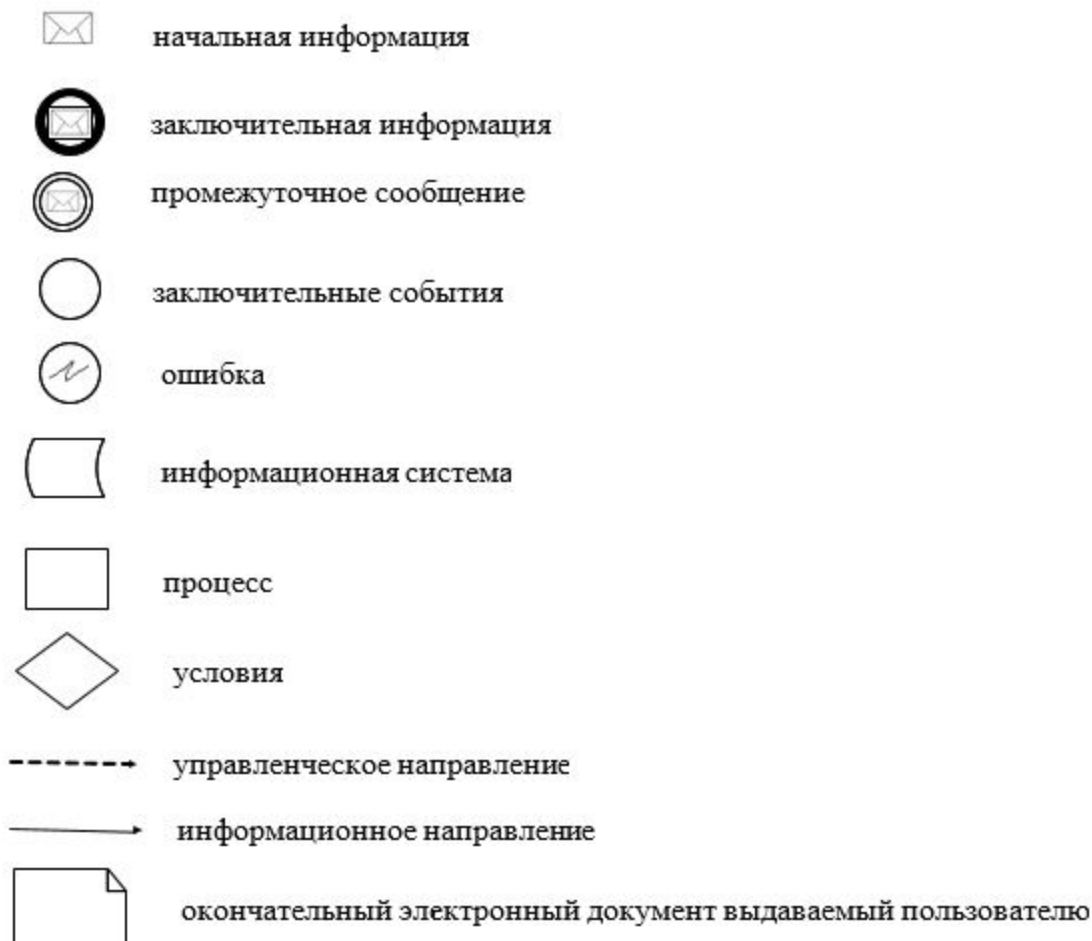 начальная информация
заключительная информация
промежуточное сообщение
заключительные события
ошибка
информационная система
процесс
условия
управленческое направление
информационное направление
окончательный электронный документ выдаваемый пользователю